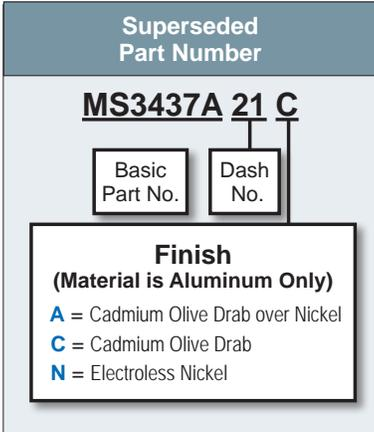 Superseded
Part Number
MS3437A 21 C
Basic
Part No.
Dash
No.
Finish
(Material is Aluminum Only)
A = Cadmium Olive Drab over Nickel
C = Cadmium Olive Drab
N = Electroless Nickel